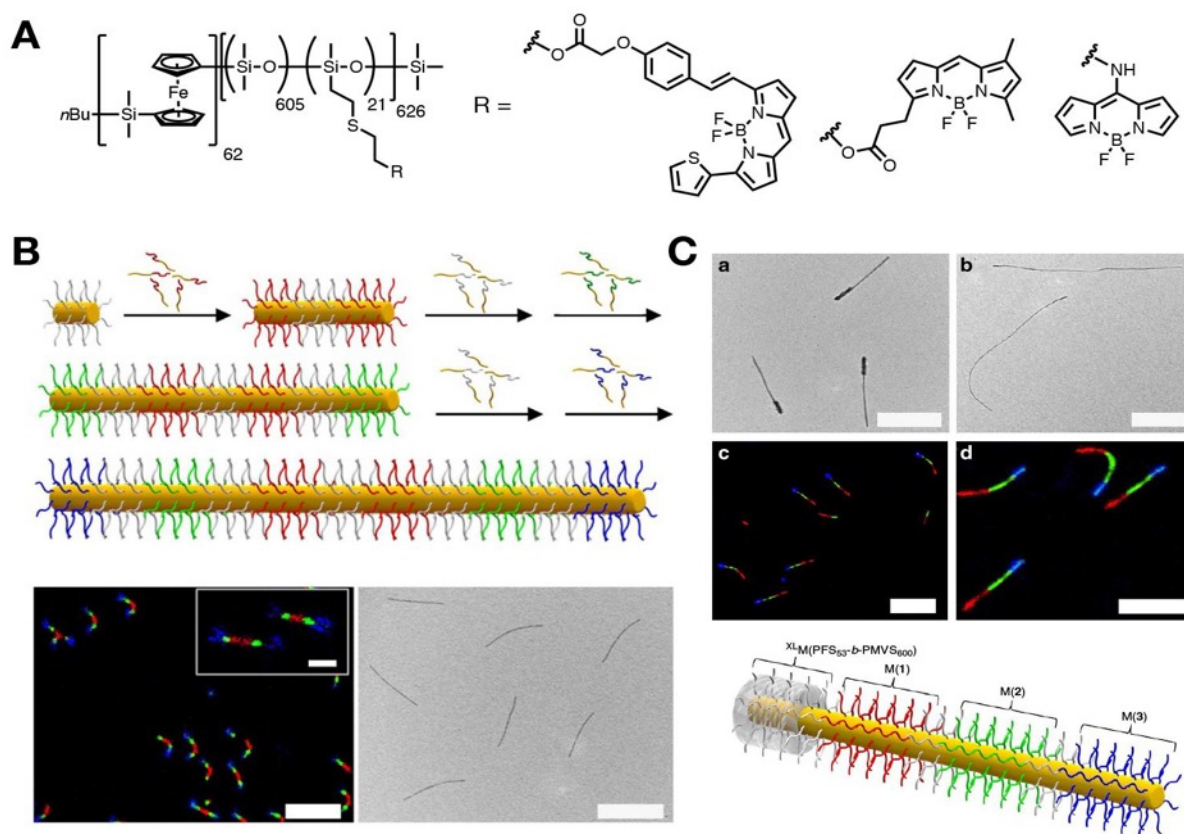 A
nBu
Si
Fe
62
Si
O
605
Si
O
21
626
Si
S
R
R =
O
O
O
F
F
B
N
N
S
N
N
B
F
F
O
O
NH
N
N
B
F
F
B
C
a
b
c
d
XLM(PFS53-b-PMVS600)
M(1)
M(2)
M(3)